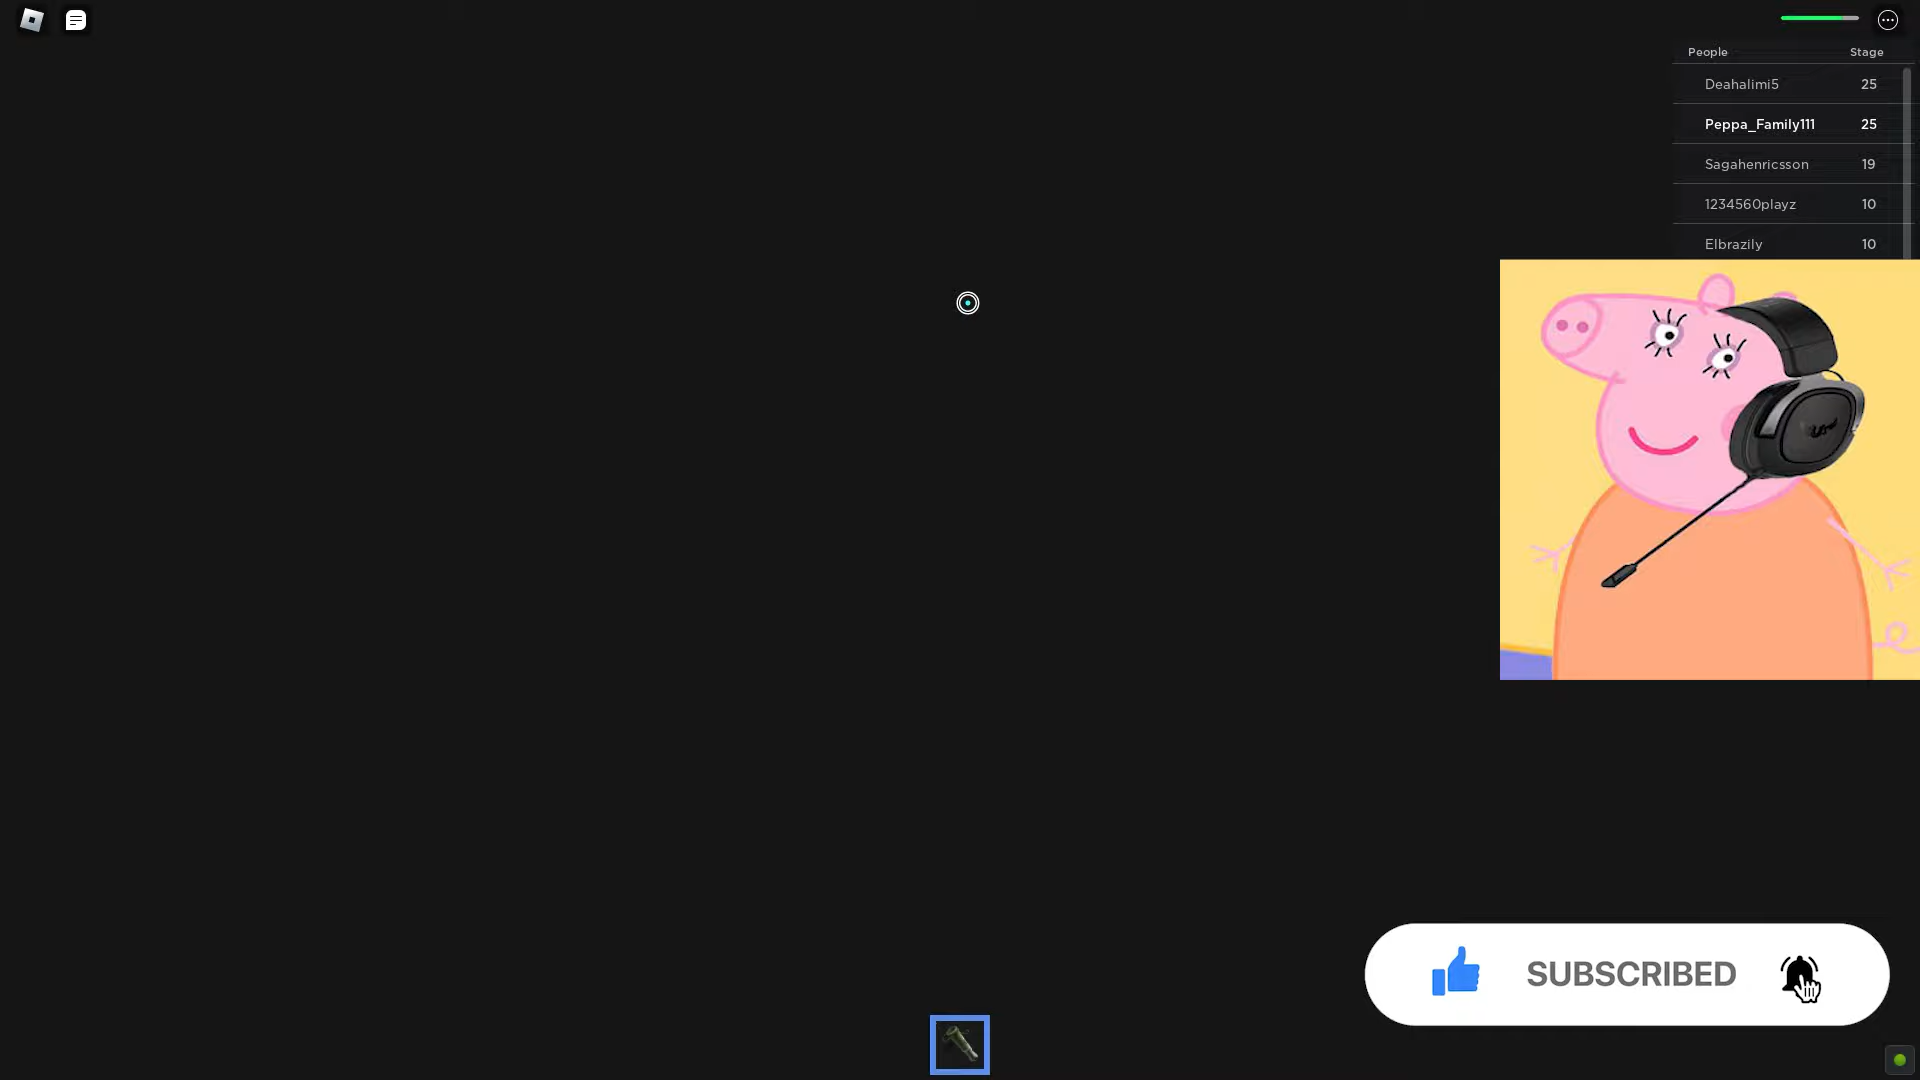 People Stage
Deahalimi5 25
Peppa_Family111 25
Sagahenricsson 19
1234560playz 10
Elbrazily 10
SUBSCRIBED